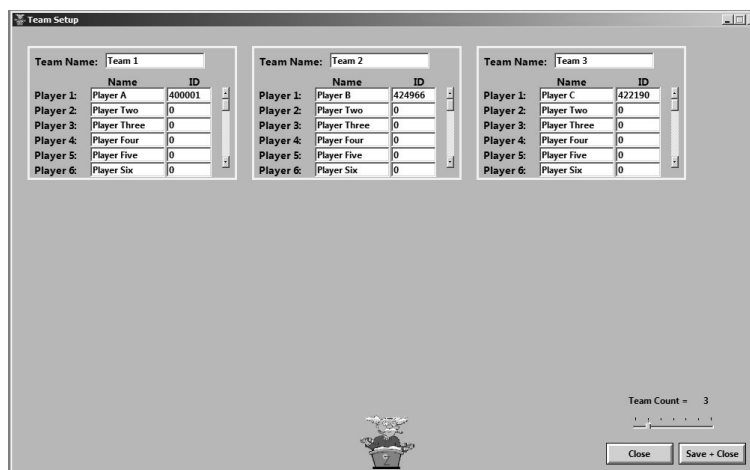 Team Setup
Team Name: Team 1
Name ID
Player 1: Player A 400001
Player 2: Player Two 0
Player 3: Player Three 0
Player 4: Player Four 0
Player 5: Player Five 0
Player 6: Player Six 0
Team Name: Team 2
Name ID
Player 1: Player B 424966
Player 2: Player Two 0
Player 3: Player Three 0
Player 4: Player Four 0
Player 5: Player Five 0
Player 6: Player Six 0
Team Name: Team 3
Name ID
Player 1: Player C 422190
Player 2: Player Two 0
Player 3: Player Three 0
Player 4: Player Four 0
Player 5: Player Five 0
Player 6: Player Six 0
Team Count = 3
Close Save + Close